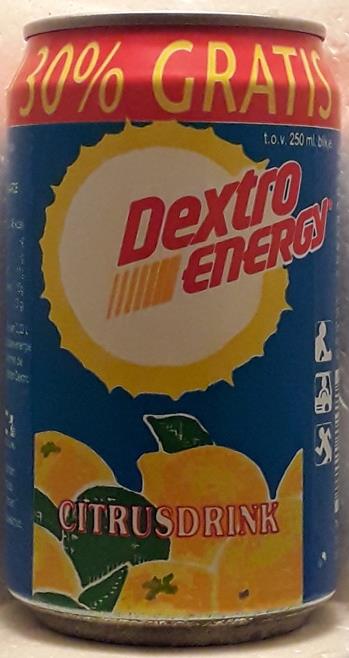 30% GRATIS
t.o.v. 250 ml. blikje
Dextro
ENERGY
CITRUSDRINK